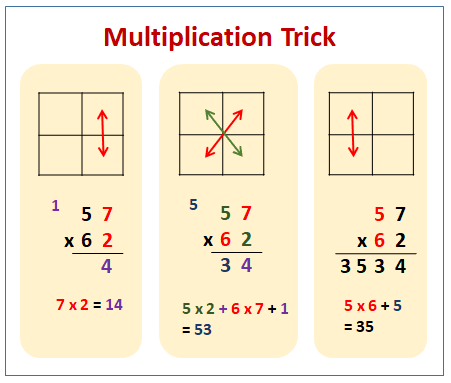 Multiplication Trick
1
5 7
x 6 2
4
7 x 2 = 14
5
5 7
x 6 2
3 4
5 x 2 + 6 x 7 + 1
= 53
5 7
x 6 2
3 5 3 4
5 x 6 + 5
= 35